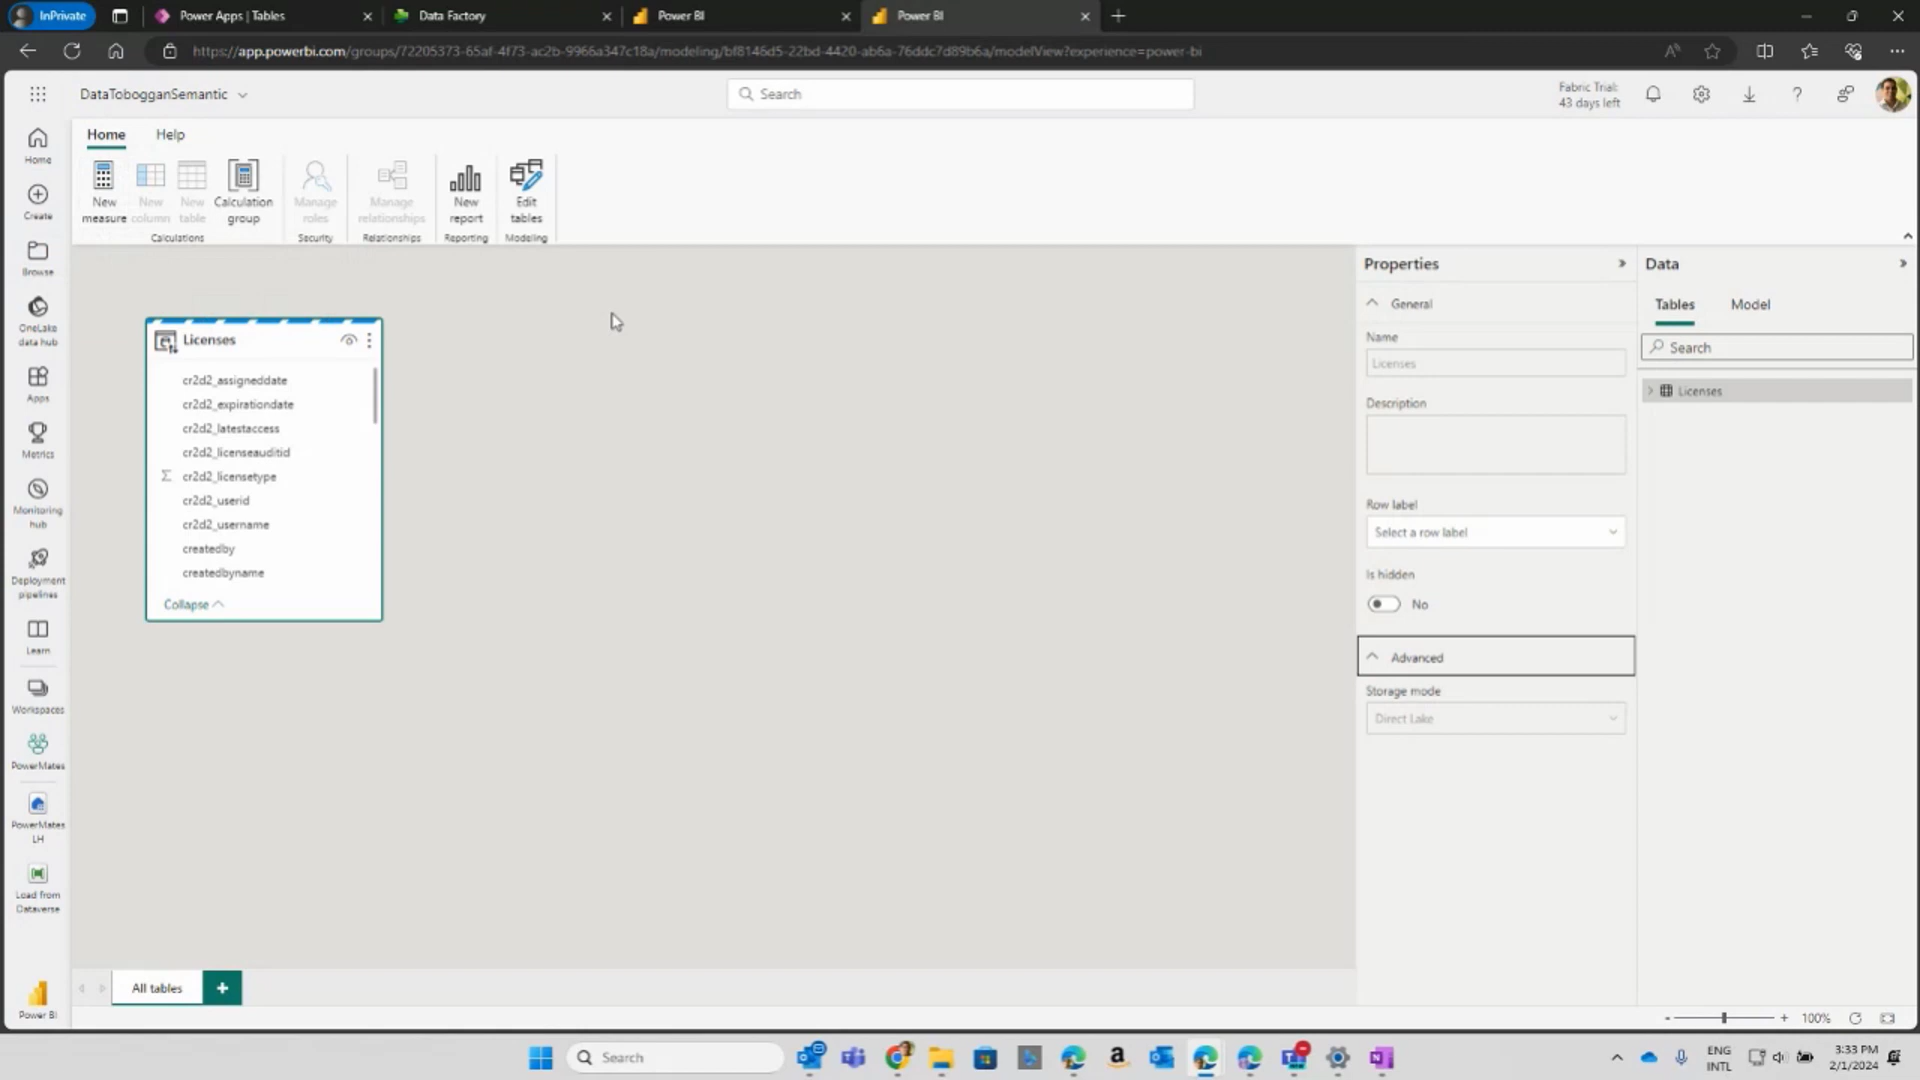 InPrivate
Power Apps | Tables
Data Factory
Power BI
Power BI
https://app.powerbi.com/groups/72205373-65af-4f73-ac2b-9966a347c18a/modeling/bf8146d5-22bd-4420-ab6a-76ddc7d89b6a/modelView?experience=power-bi
DataTobogganSemantic
Search
Fabric Trial:
43 days left
Home
Help
New
measure
New
column
New
table
Calculation
group
Manage
roles
Manage
relationships
New
report
Edit
tables
Calculations
Security
Relationships
Reporting
Modeling
Home
Create
Browse
OneLake
data hub
Apps
Metrics
Monitoring
hub
Deployment
pipelines
Learn
Workspaces
PowerMates
PowerMates
LH
Load from
Dataverse
Power BI
Licenses
cr2d2_assigneddate
cr2d2_expirationdate
cr2d2_latestaccess
cr2d2_licenseauditid
Σ cr2d2_licensetype
cr2d2_userid
cr2d2_username
createdby
createdbyname
Collapse
Properties
General
Name
Licenses
Description
Row label
Select a row label
Is hidden
No
Advanced
Storage mode
Direct Lake
Data
Tables
Model
Search
Licenses
All tables
+
- + 100%
Search
ENG
INTL
3:33 PM
2/1/2024